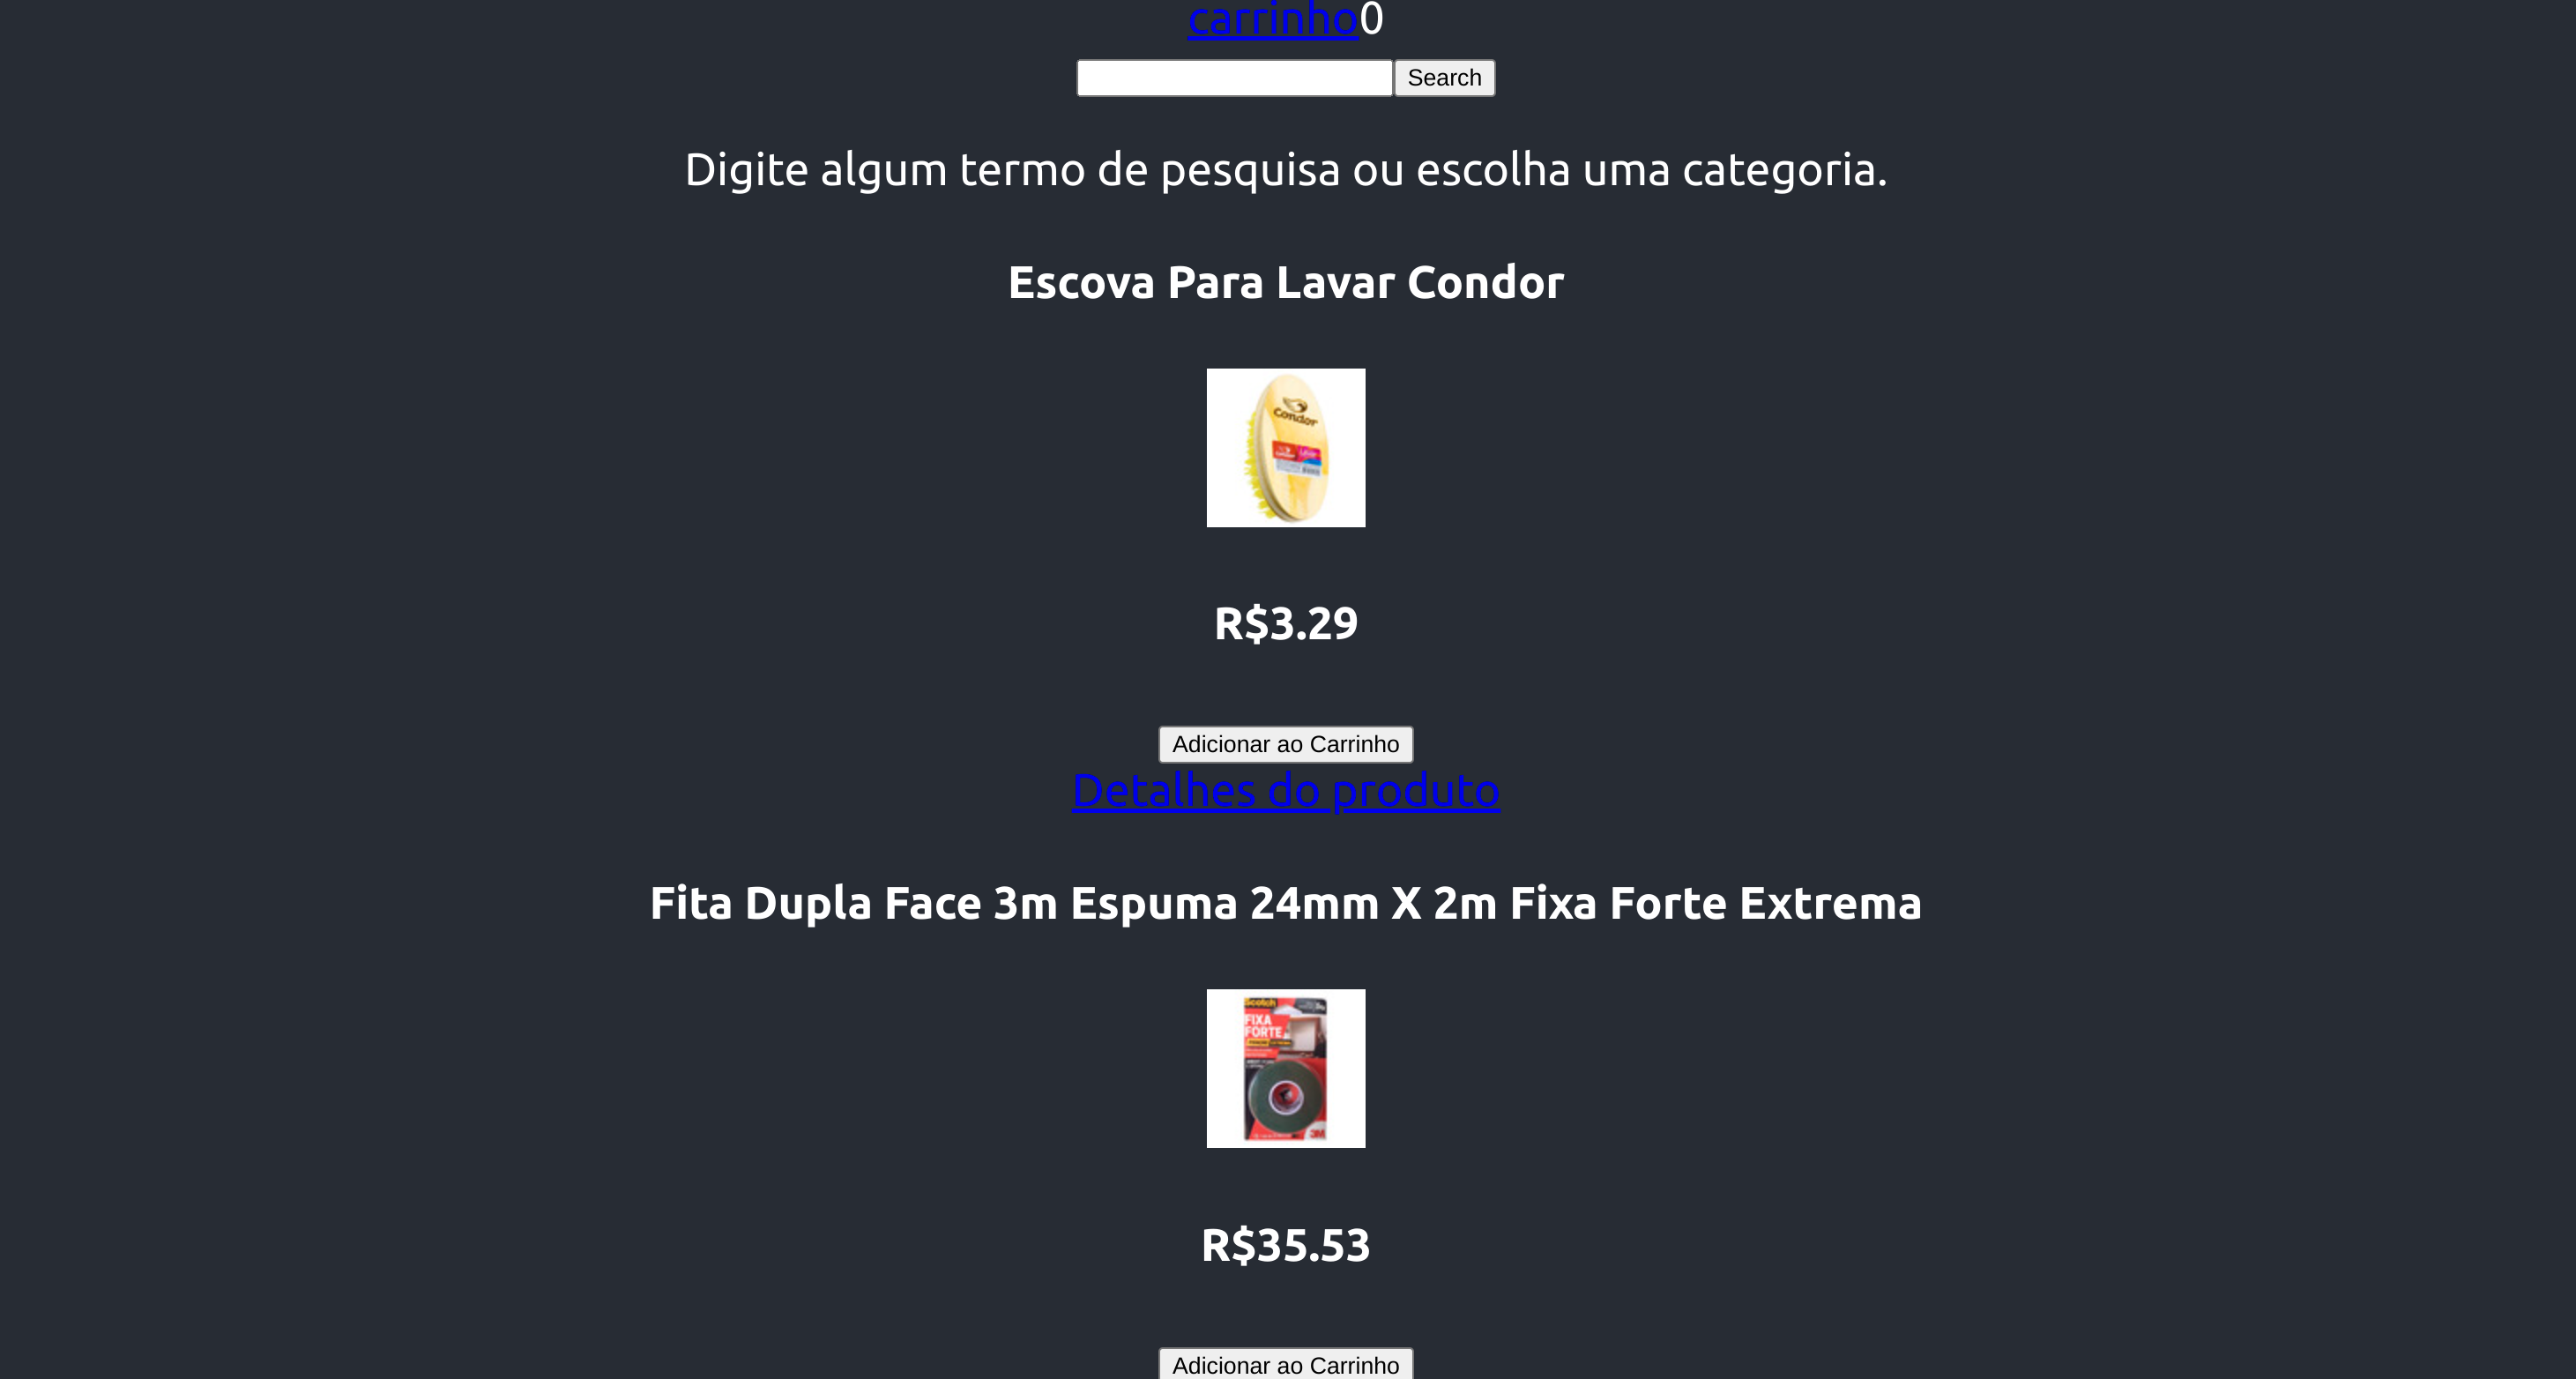 carrinho0
Search
Digite algum termo de pesquisa ou escolha uma categoria.
Escova Para Lavar Condor
Condor
R$3.29
Adicionar ao Carrinho
Detalhes do produto
Fita Dupla Face 3m Espuma 24mm X 2m Fixa Forte Extrema
Scotch
FIXA
FORTE
3M
R$35.53
Adicionar ao Carrinho